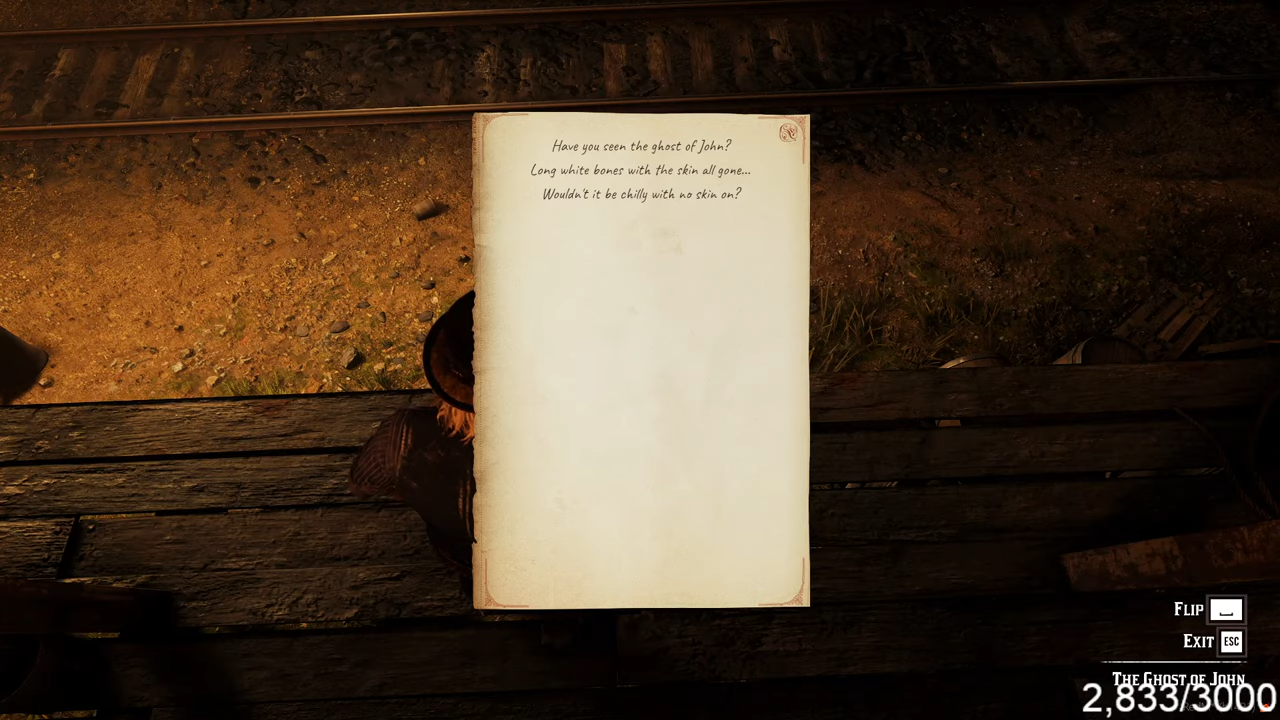 Have you seen the ghost of John?
Long white bones with the skin all gone...
Wouldn't it be chilly with no skin on?
FLIP
EXIT ESC
THE GHOST OF JOHN
2,833/3000